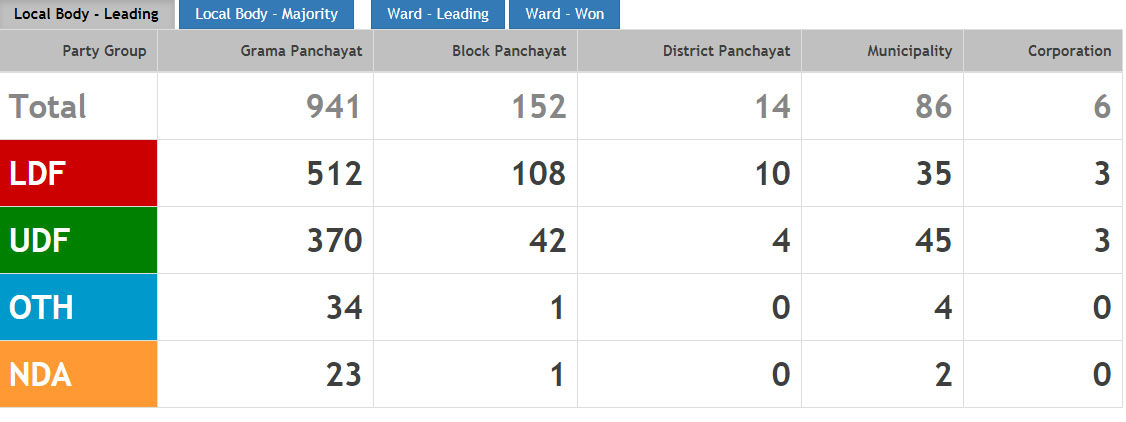 Local Body - Leading Local Body - Majority Ward - Leading Ward - Won
Party Group Grama Panchayat Block Panchayat District Panchayat Municipality Corporation
Total 941 152 14 86 6
LDF 512 108 10 35 3
UDF 370 42 4 45 3
OTH 34 1 0 4 0
NDA 23 1 0 2 0